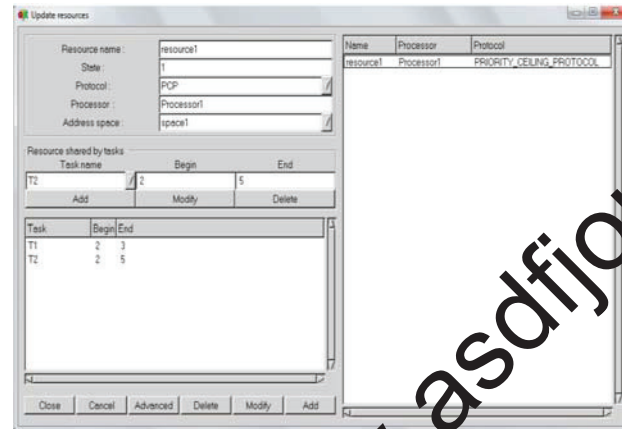 Update resources
Resource name :
resource1
State :
1
Protocol :
PCP
Processor :
Processor1
Address space :
space1
Resource shared by tasks
Task name Begin End
T2 2 5
Add Modify Delete
Task Begin End
T1 2 3
T2 2 5
Close Cancel Advanced Delete Modify Add
Name Processor Protocol
resource1 Processor1 PRIORITY_CEILING_PROTOCOL
asdfjo